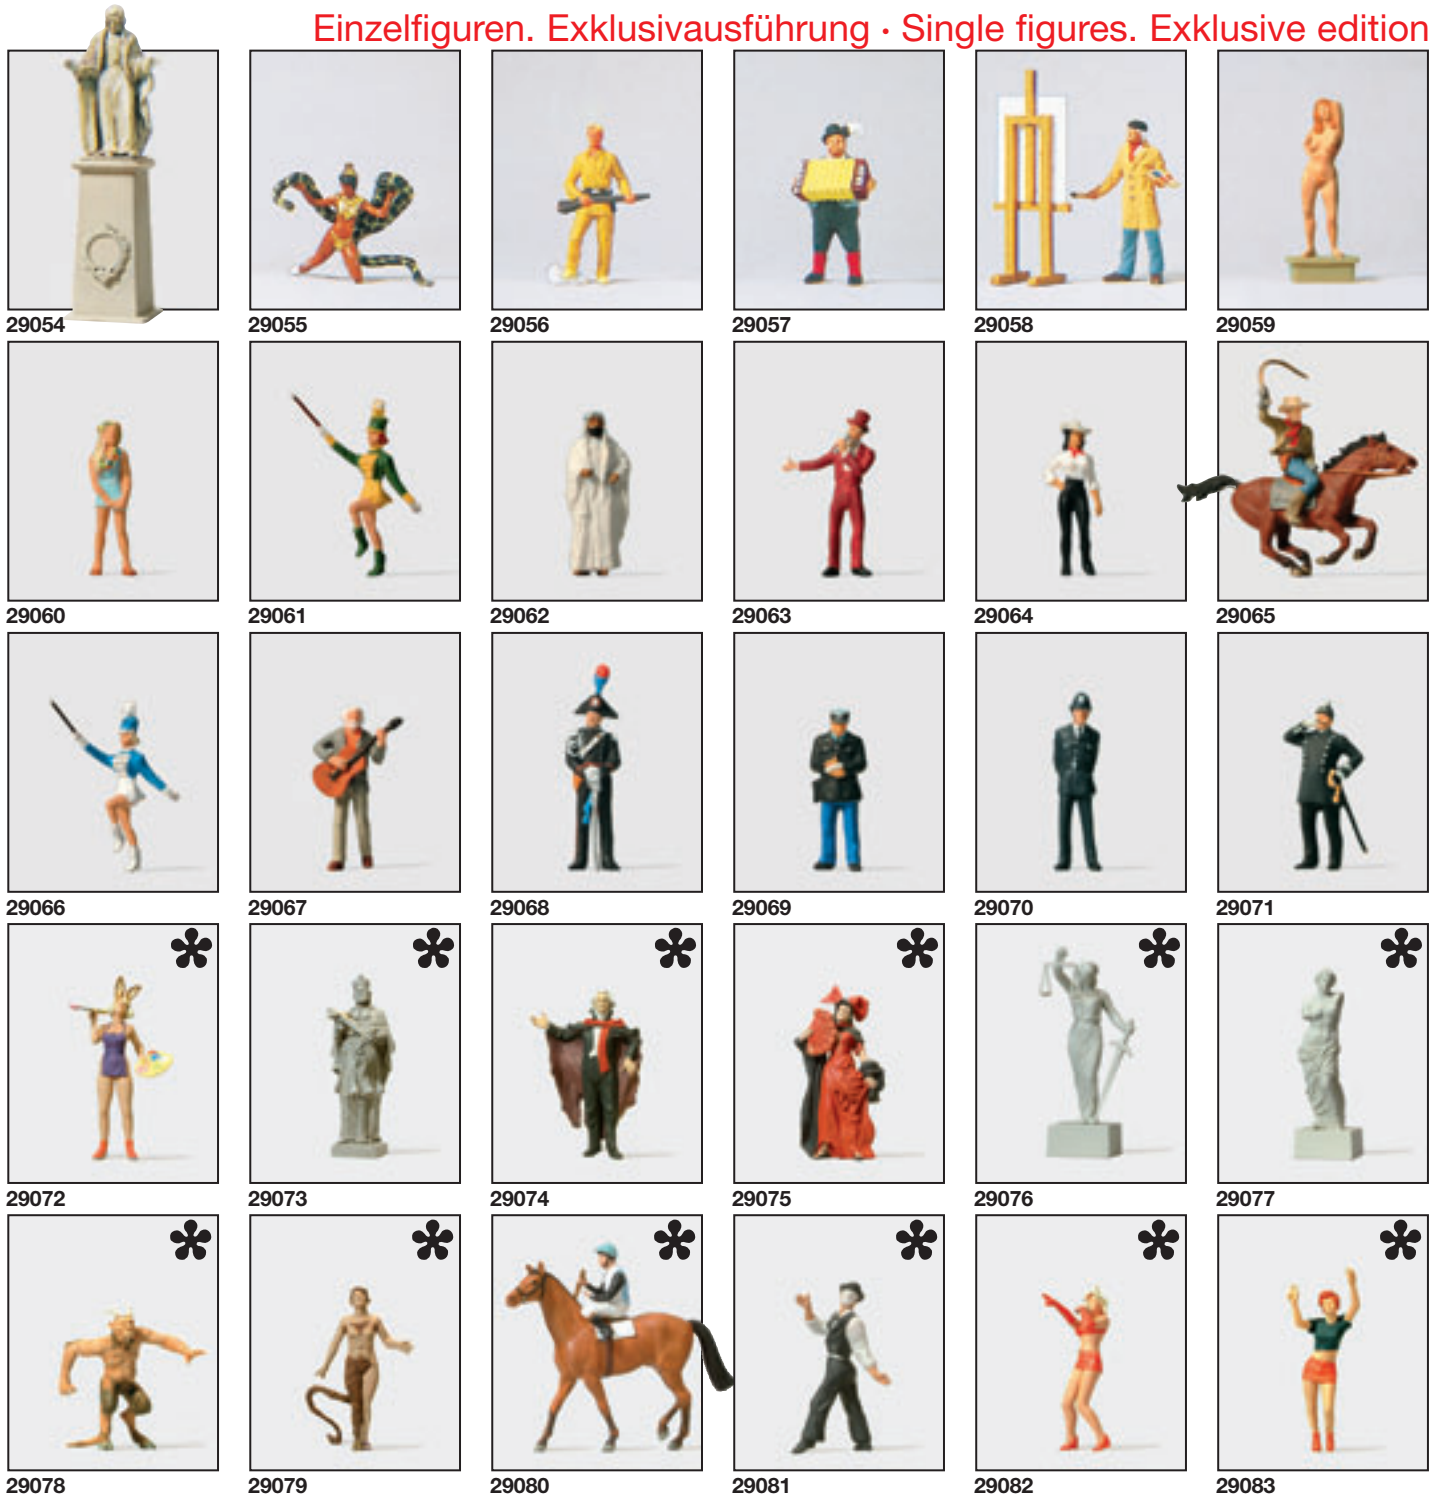 Einzelfiguren. Exklusivausführung · Single figures. Exklusive edition
29054 29055 29056 29057 29058 29059
29060 29061 29062 29063 29064 29065
29066 29067 29068 29069 29070 29071
29072 29073 29074 29075 29076 29077
29078 29079 29080 29081 29082 29083